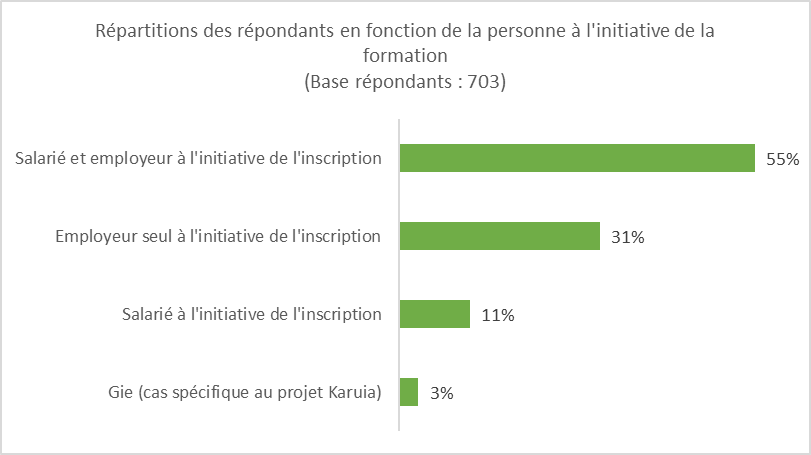 Répartitions des répondants en fonction de la personne à l'initiative de la
formation
(Base répondants : 703)
Salarié et employeur à l'initiative de l'inscription
55%
Employeur seul à l'initiative de l'inscription
31%
Salarié à l'initiative de l'inscription
11%
Gie (cas spécifique au projet Karuia)
3%